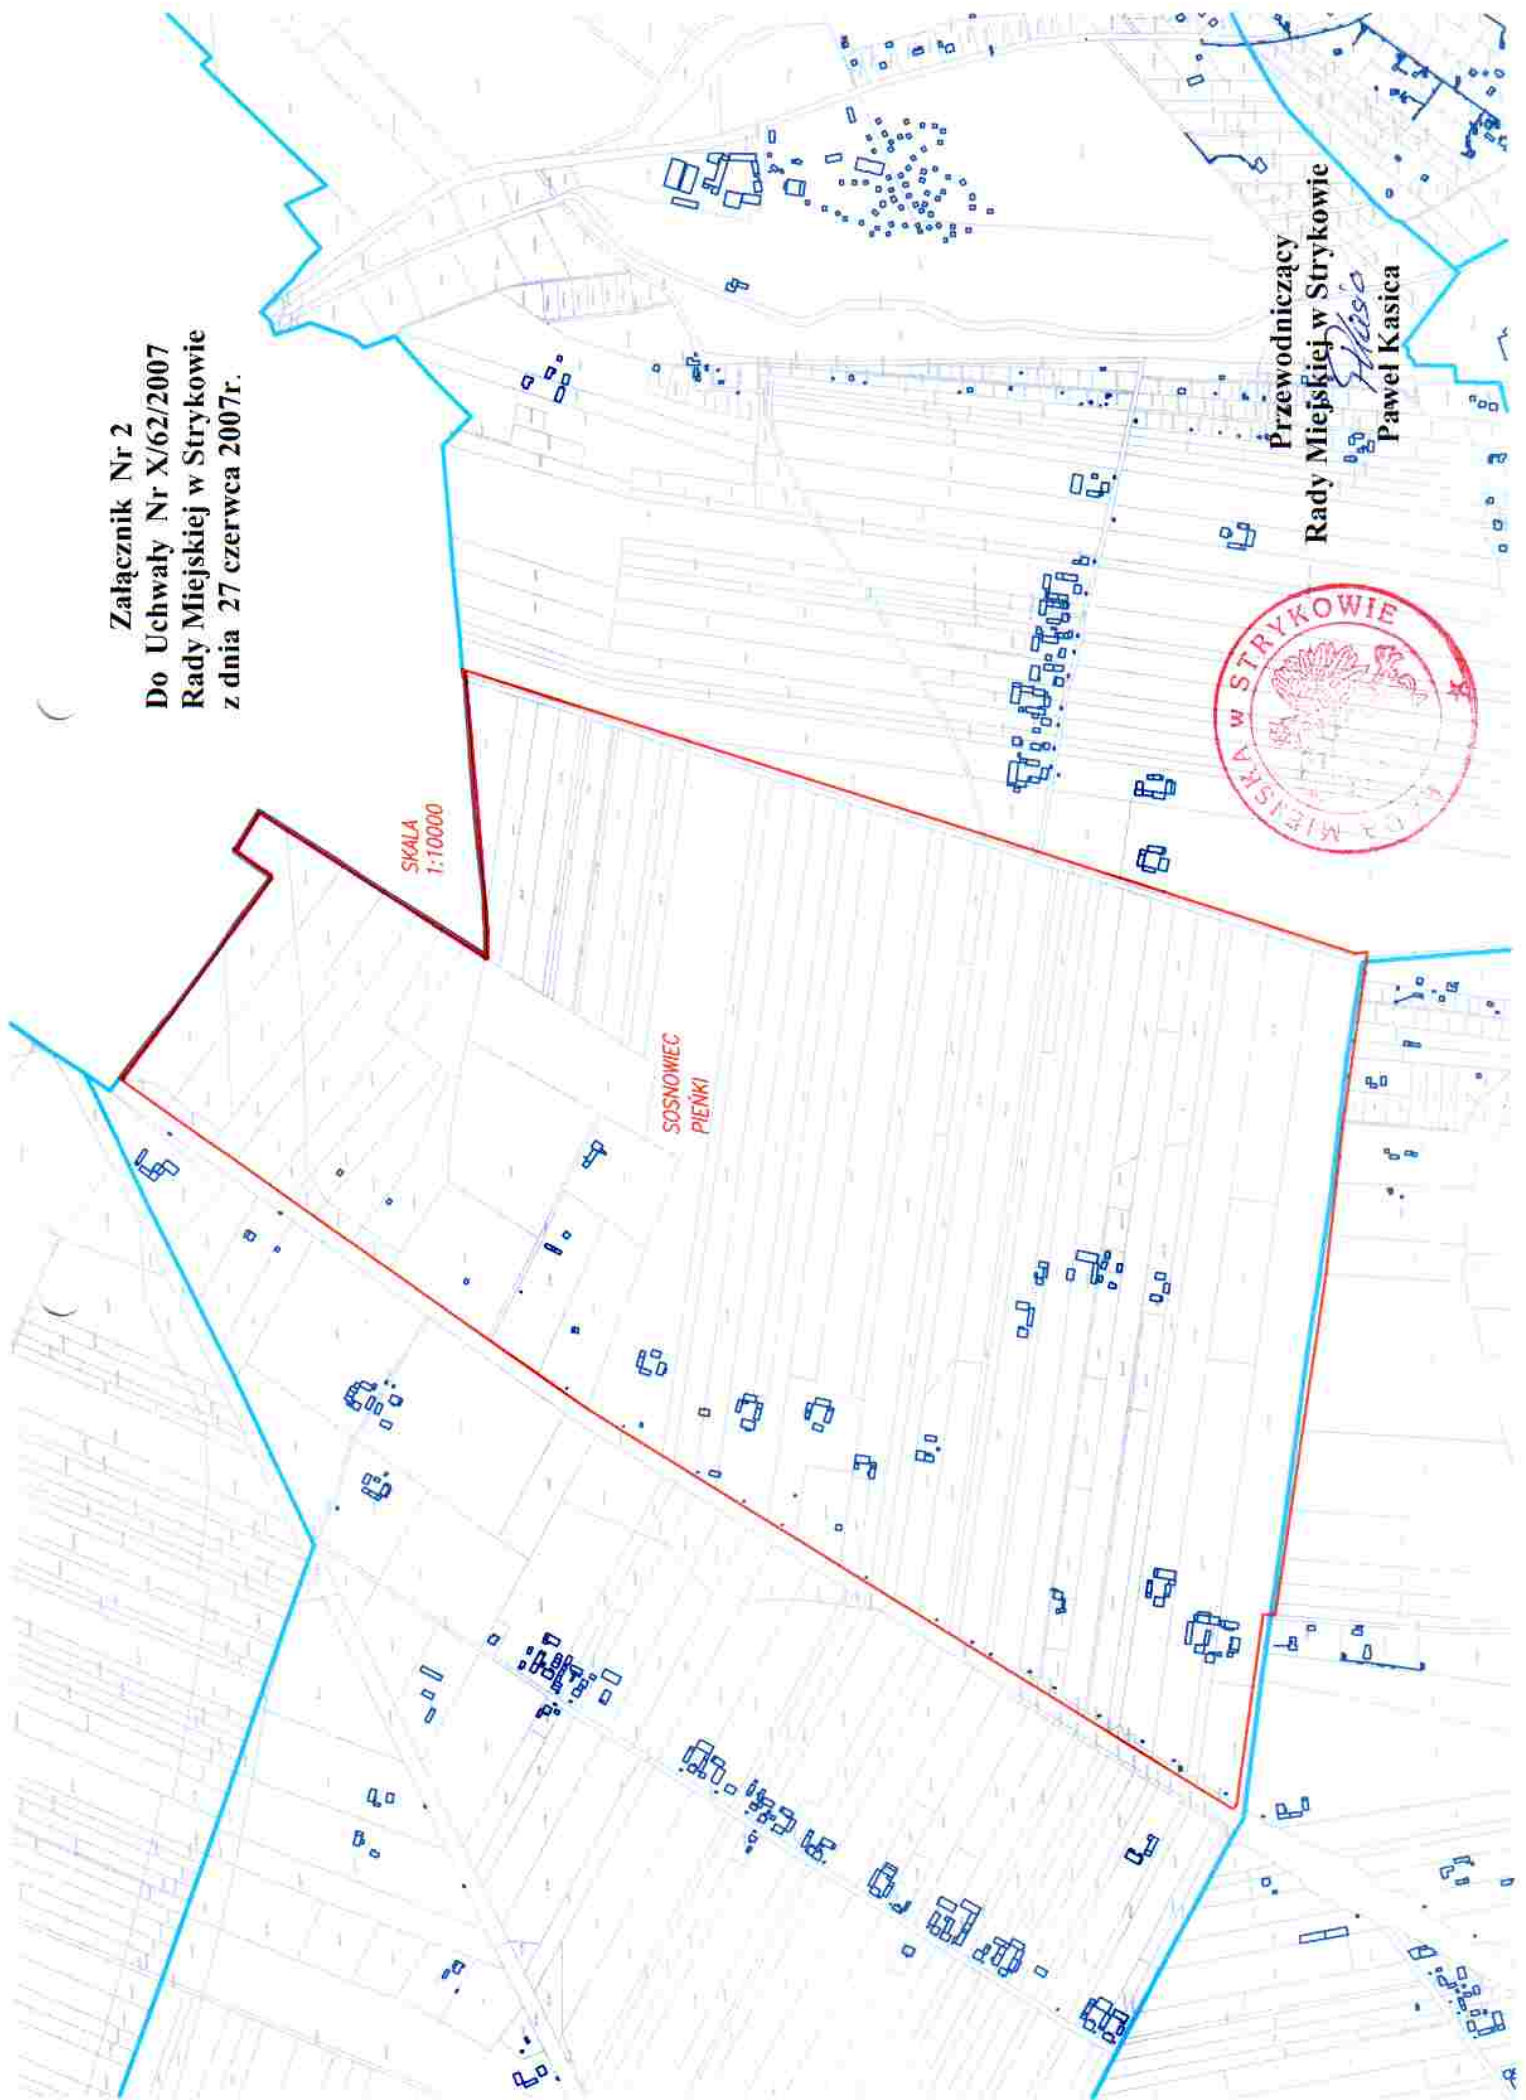 Załącznik Nr 2
Do Uchwały Nr X/62/2007
Rady Miejskiej w Strykowie
z dnia 27 czerwca 2007r.
SKALA
1:10000
SOSNOWIEC
PIEŃKI
Przewodniczący
Rady Miejskiej w Strykowie
Paweł Kasica
MIEJSKA W STRYKOWIE